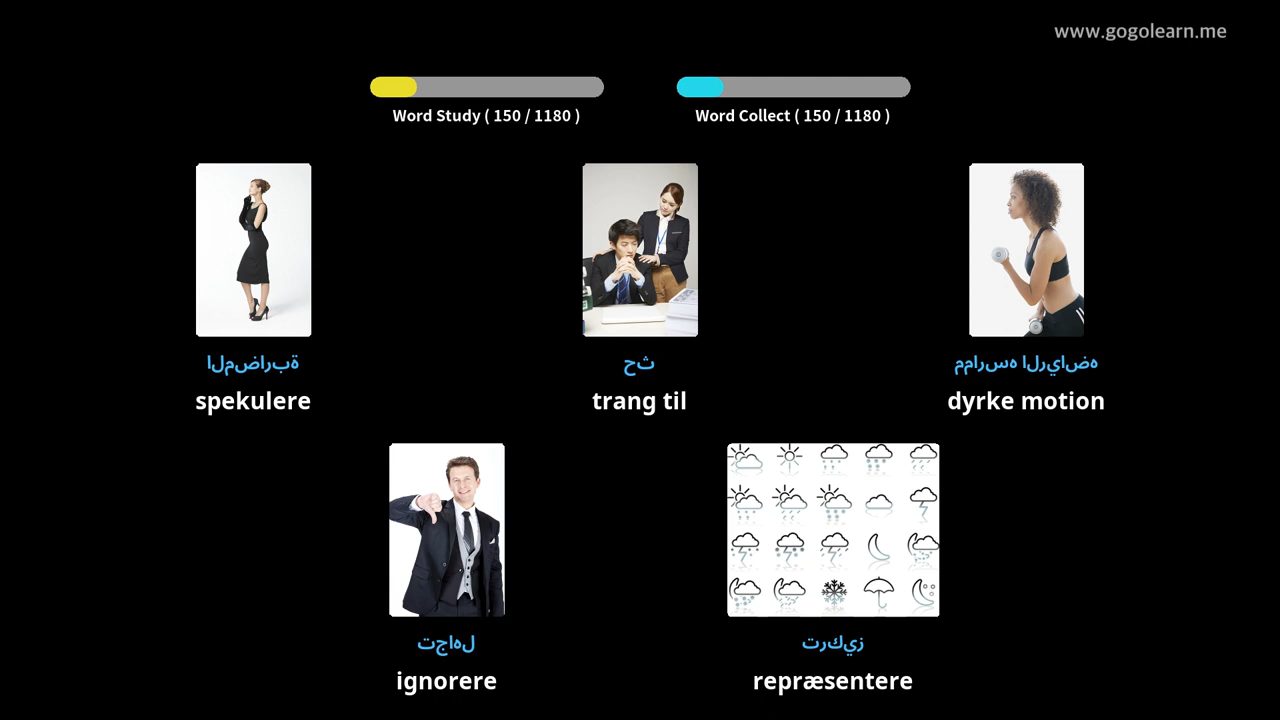 www.gogolearn.me
Word Study ( 150 / 1180 )
Word Collect ( 150 / 1180 )
المضاربة
حث
ممارسه الرياضه
spekulere
trang til
dyrke motion
تجاهل
تركيز
ignorere
repræsentere